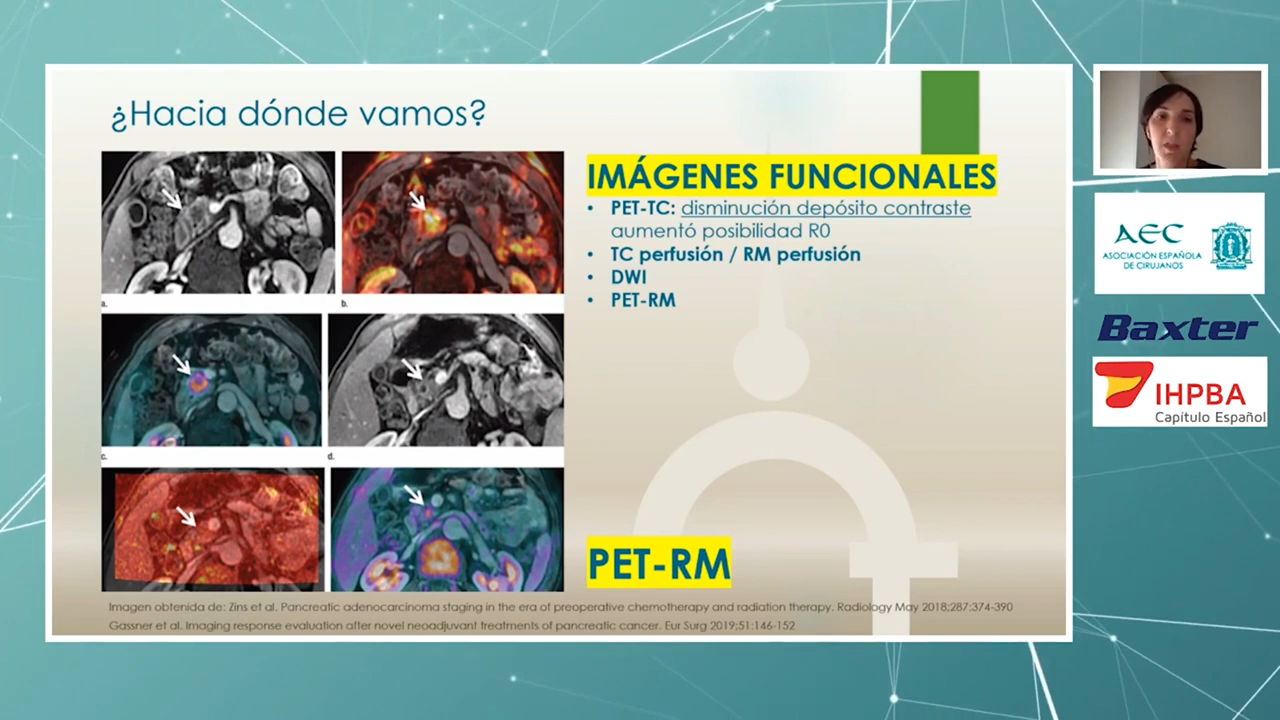 ¿Hacia dónde vamos?
a.
b.
c.
d.
IMÁGENES FUNCIONALES
• PET-TC: disminución depósito contraste
aumentó posibilidad R0
• TC perfusión / RM perfusión
• DWI
• PET-RM
PET-RM
Imagen obtenida de: Zins et al. Pancreatic adenocarcinoma staging in the era of preoperative chemotherapy and radiation therapy. Radiology May 2018;287:374-390
Gassner et al. Imaging response evaluation after novel neoadjuvant treatments of pancreatic cancer. Eur Surg 2019;51:146-152
AEC
ASOCIACIÓN ESPAÑOLA
DE CIRUJANOS
Baxter
IHPBA
Capítulo Español